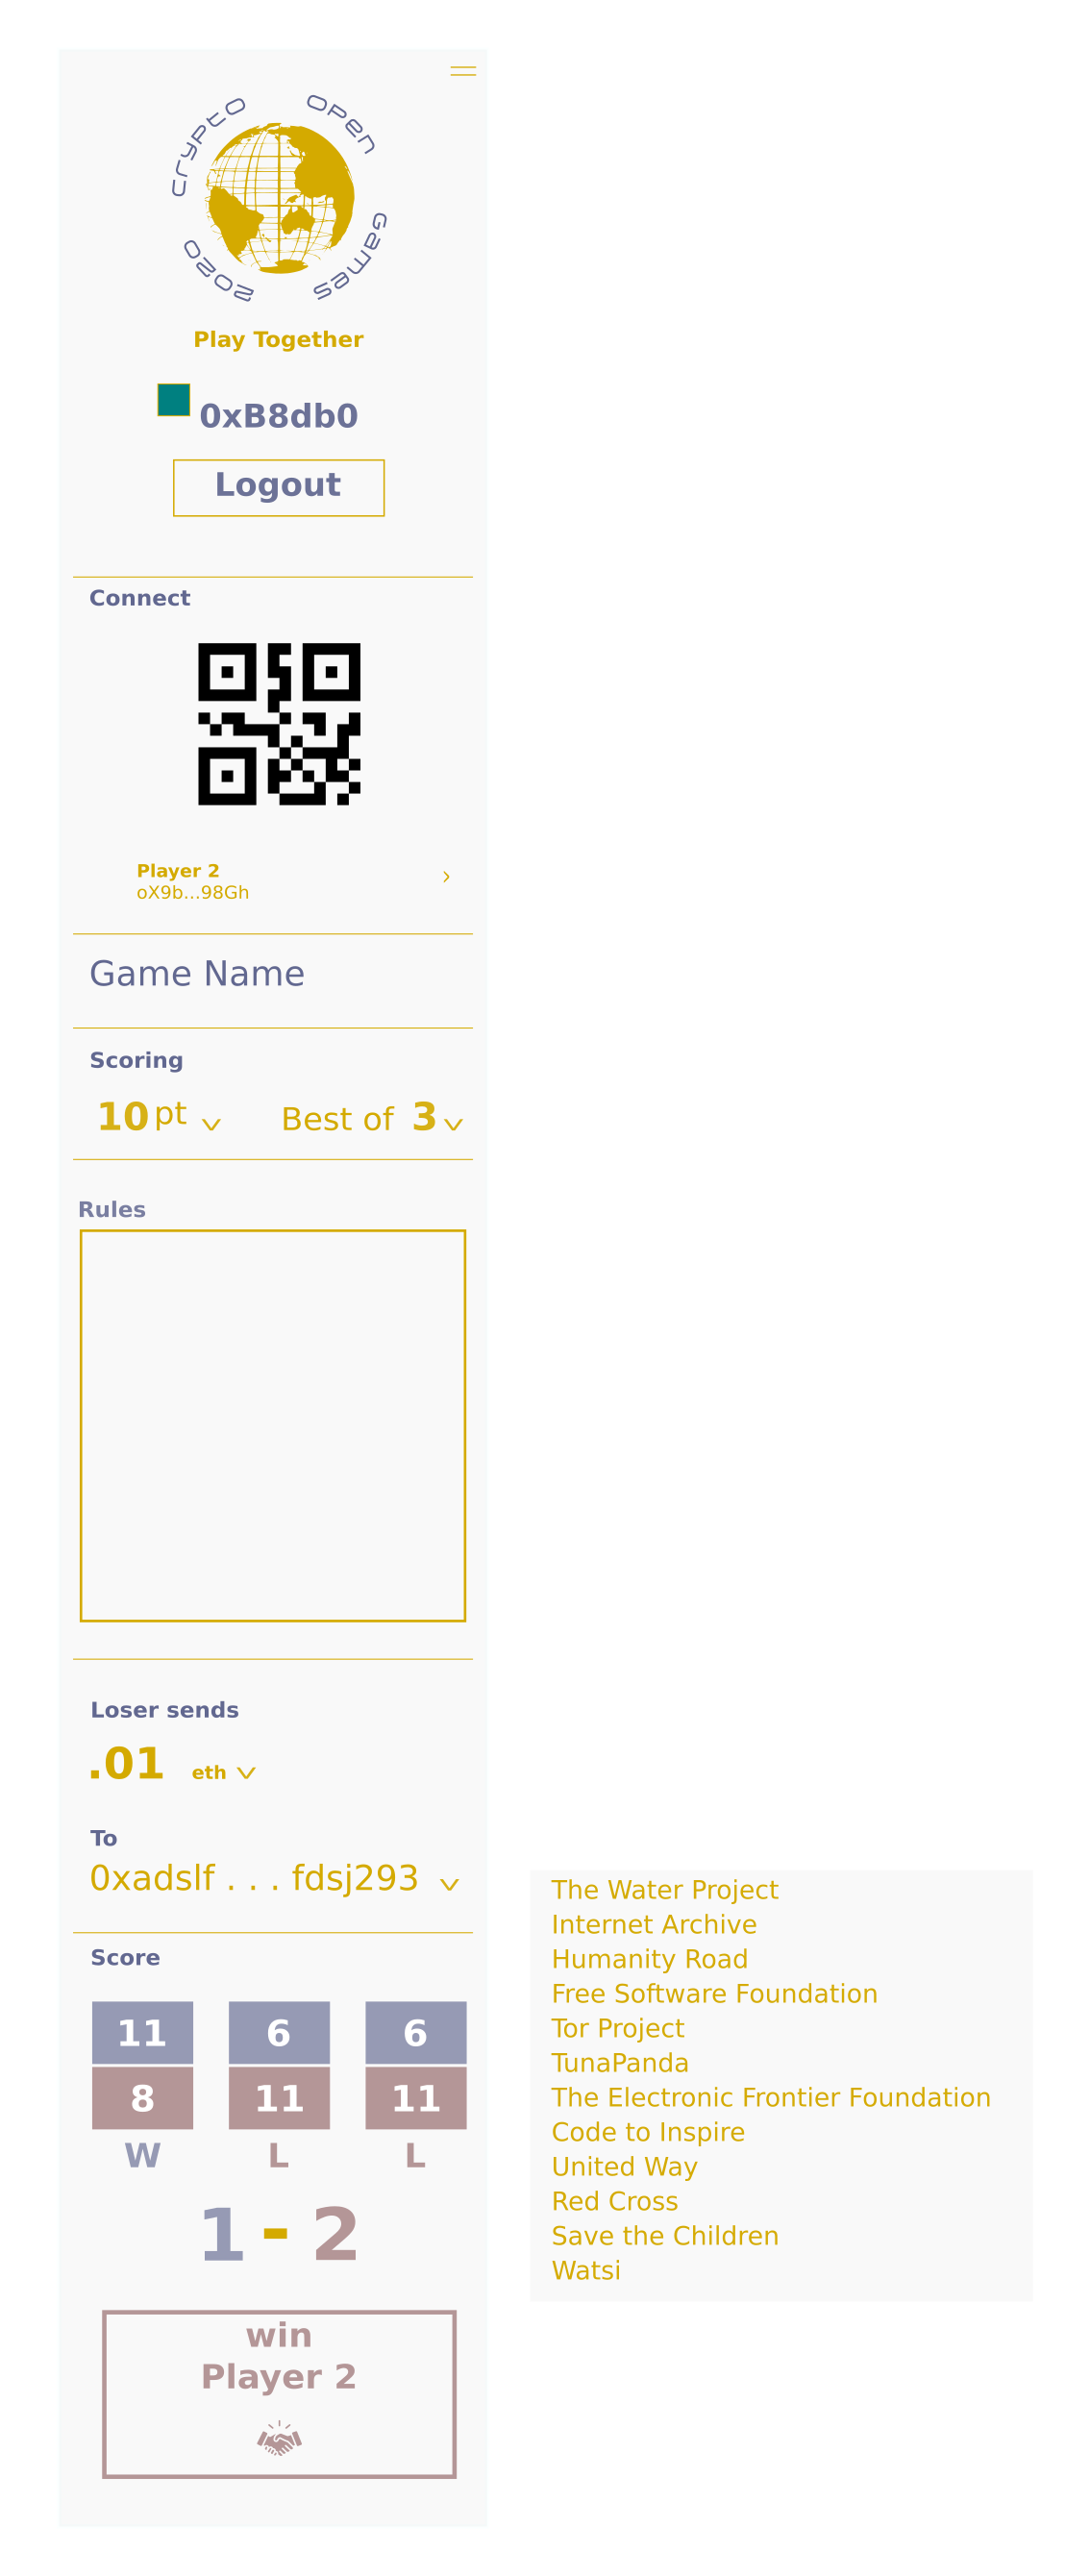 crypto
open
games
2020
Play Together
0xB8db0
Logout
Connect
Player 2
oX9b...98Gh
Game Name
Scoring
10 pt
Best of 3
Rules
Loser sends
.01 eth
To
0xadslf . . . fdsj293
The Water Project
Internet Archive
Humanity Road
Free Software Foundation
Tor Project
TunaPanda
The Electronic Frontier Foundation
Code to Inspire
United Way
Red Cross
Save the Children
Watsi
Score
11 6 6
8 11 11
W L L
1 - 2
win
Player 2